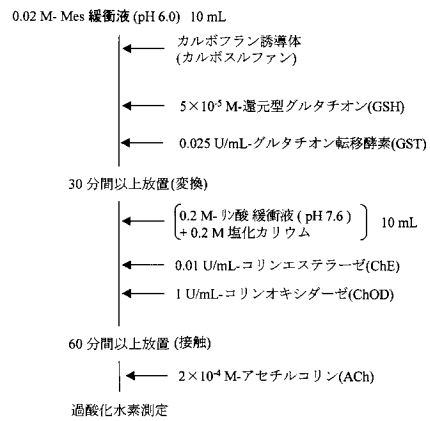 0.02 M- Mes 緩衝液 (pH 6.0) 10 mL
カルボフラン誘導体
(カルボスルファン)
5×10⁻⁵ M-還元型グルタチオン(GSH)
0.025 U/mL-グルタチオン転移酵素(GST)
30 分間以上放置(変換)
0.2 M-リン酸 緩衝液 ( pH 7.6 )
+ 0.2 M 塩化カリウム
10 mL
0.01 U/mL-コリンエステラーゼ(ChE)
1 U/mL-コリンオキシダーゼ(ChOD)
60 分間以上放置 (接触)
2×10⁻⁴ M-アセチルコリン(ACh)
過酸化水素測定